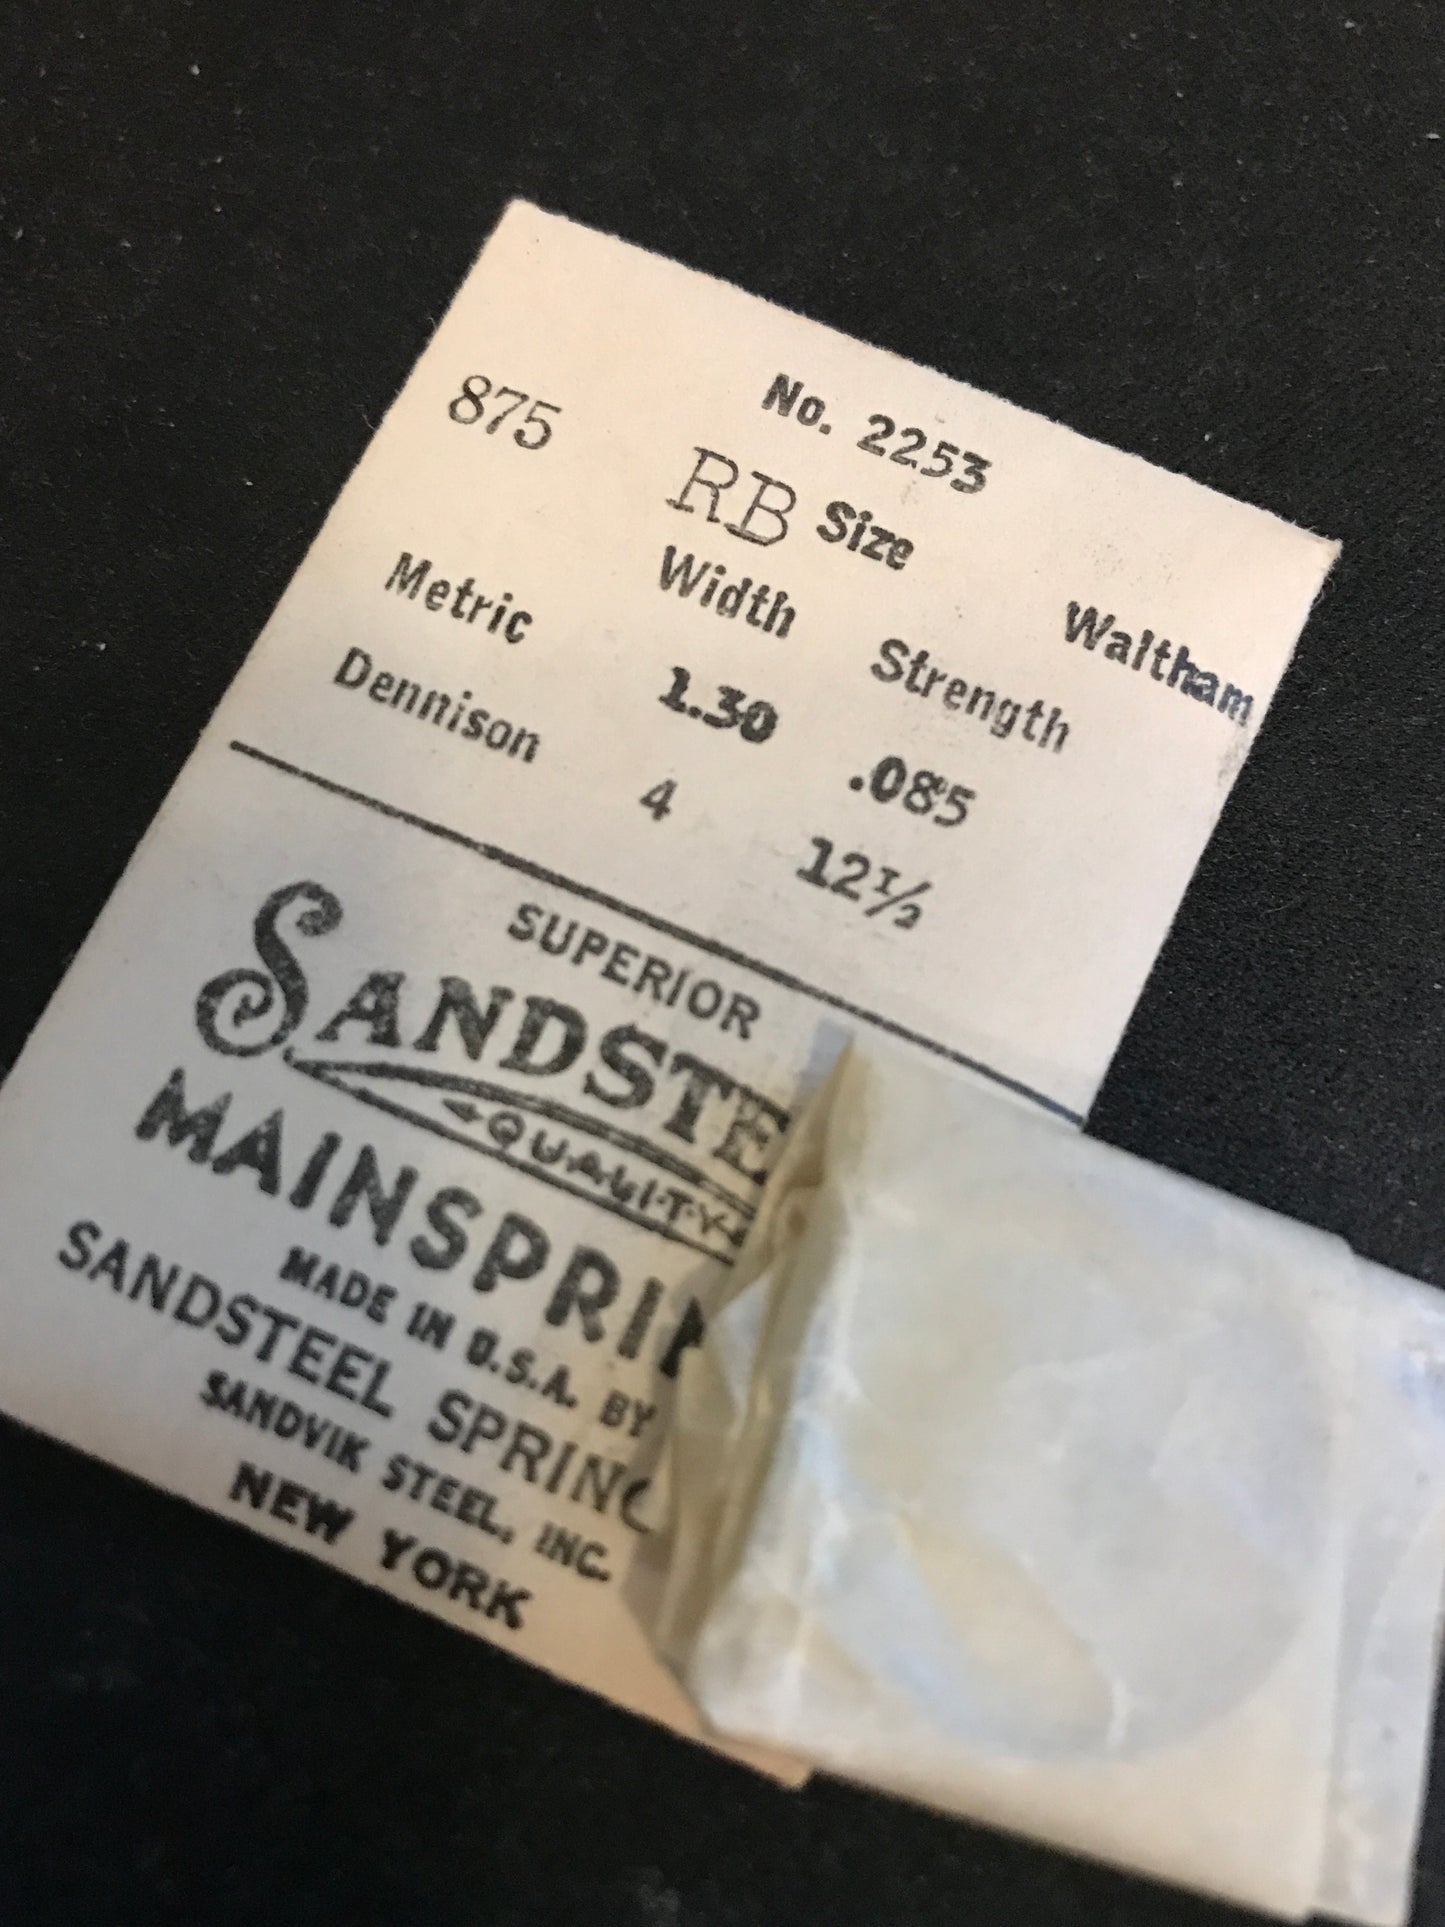 No. 2253
875 RB Size Waltham
Width Strength
Metric 1.30 .085
Dennison 4 12½
SUPERIOR
SANDSTE
QUALITY
MAINSPRIN
MADE IN U.S.A. BY
SANDSTEEL SPRING
SANDVIK STEEL, INC.
NEW YORK